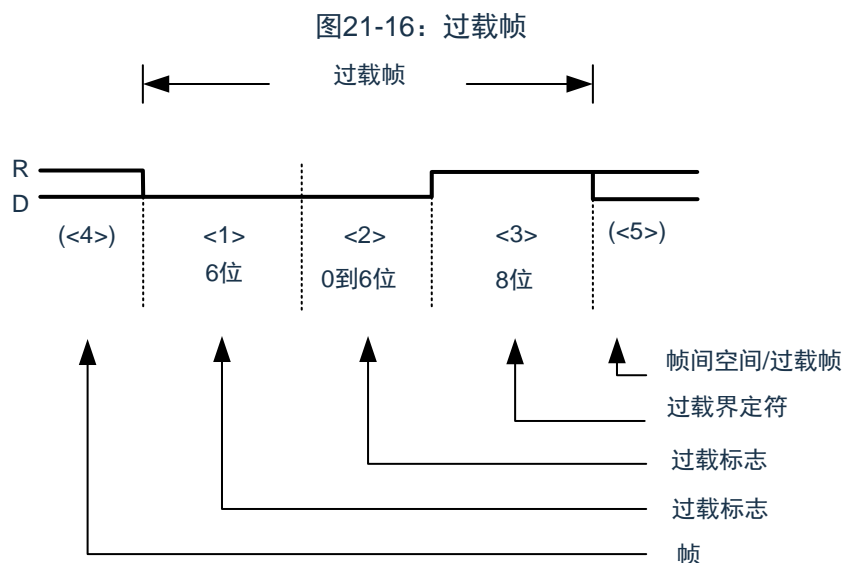 图21-16：过载帧
过载帧
R
D
(<4>) <1> <2> <3> (<5>)
6位 0到6位 8位
帧间空间/过载帧
过载界定符
过载标志
过载标志
帧